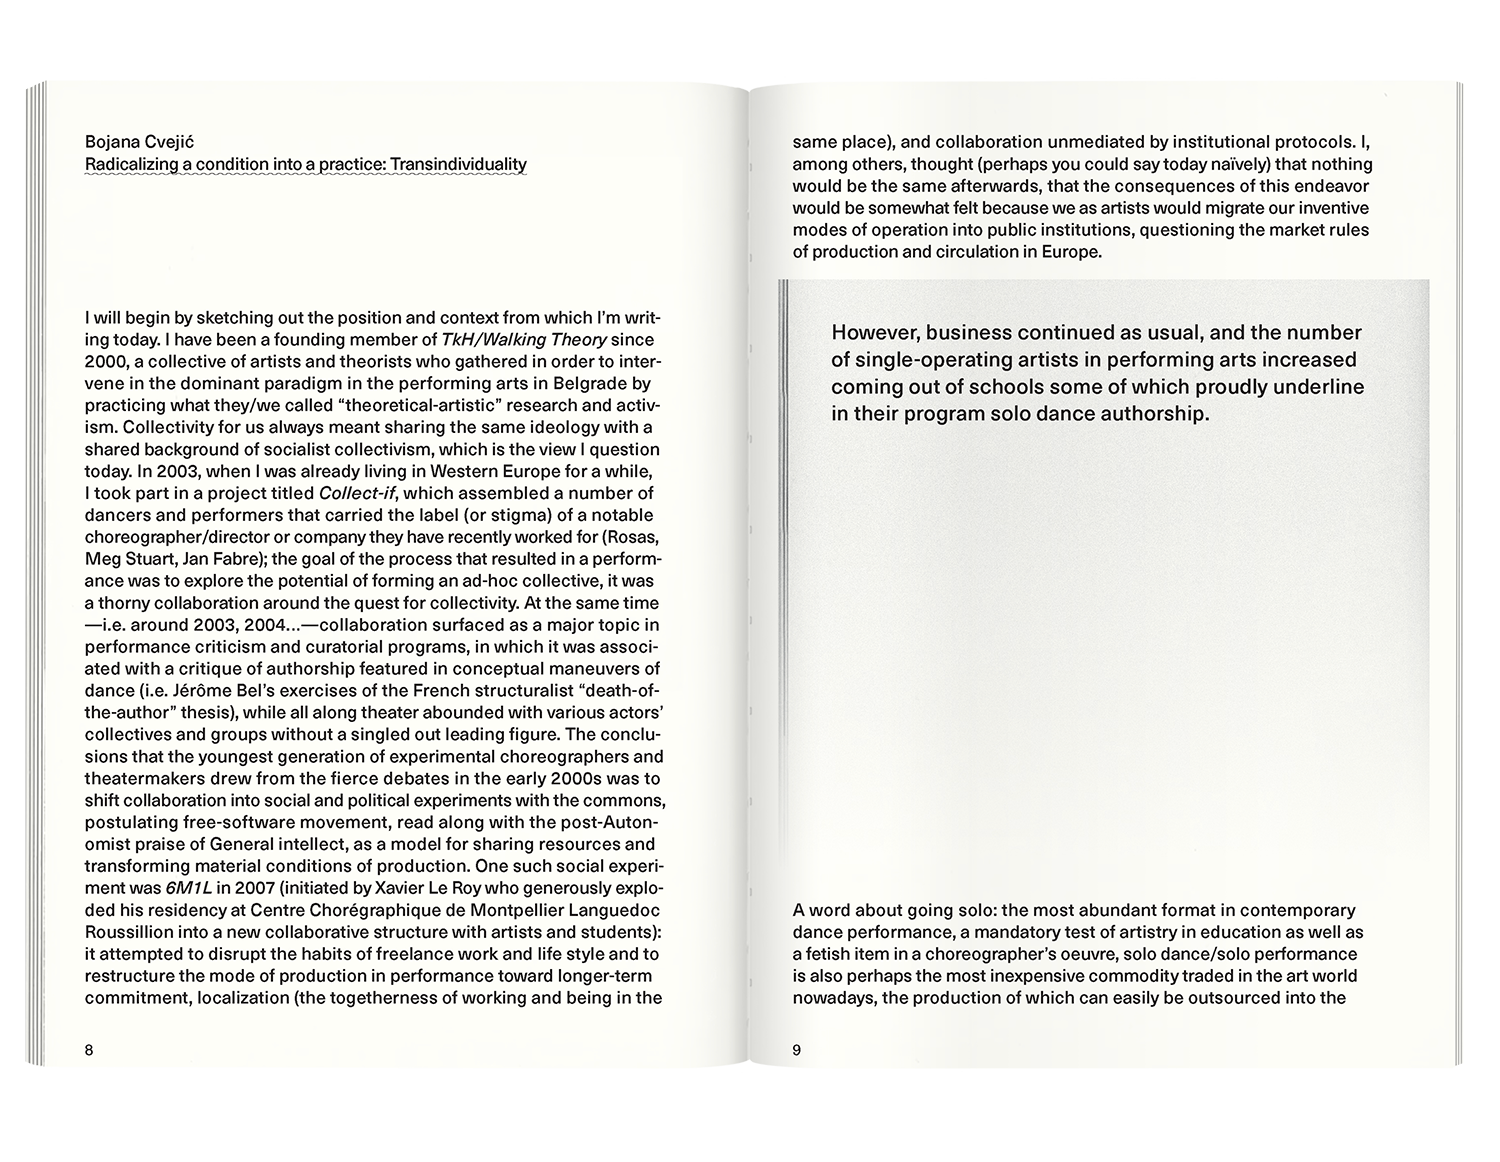 Bojana Cvejić
Radicalizing a condition into a practice: Transindividuality
I will begin by sketching out the position and context from which I’m writ-
ing today. I have been a founding member of TkH/Walking Theory since
2000, a collective of artists and theorists who gathered in order to inter-
vene in the dominant paradigm in the performing arts in Belgrade by
practicing what they/we called “theoretical-artistic” research and activ-
ism. Collectivity for us always meant sharing the same ideology with a
shared background of socialist collectivism, which is the view I question
today. In 2003, when I was already living in Western Europe for a while,
I took part in a project titled Collect-if, which assembled a number of
dancers and performers that carried the label (or stigma) of a notable
choreographer/director or company they have recently worked for (Rosas,
Meg Stuart, Jan Fabre); the goal of the process that resulted in a perform-
ance was to explore the potential of forming an ad-hoc collective, it was
a thorny collaboration around the quest for collectivity. At the same time
—i.e. around 2003, 2004...—collaboration surfaced as a major topic in
performance criticism and curatorial programs, in which it was associ-
ated with a critique of authorship featured in conceptual maneuvers of
dance (i.e. Jérôme Bel’s exercises of the French structuralist “death-of-
the-author” thesis), while all along theater abounded with various actors’
collectives and groups without a singled out leading figure. The conclu-
sions that the youngest generation of experimental choreographers and
theatermakers drew from the fierce debates in the early 2000s was to
shift collaboration into social and political experiments with the commons,
postulating free-software movement, read along with the post-Auton-
omist praise of General intellect, as a model for sharing resources and
transforming material conditions of production. One such social experi-
ment was 6M1L in 2007 (initiated by Xavier Le Roy who generously explo-
ded his residency at Centre Chorégraphique de Montpellier Languedoc
Roussillion into a new collaborative structure with artists and students):
it attempted to disrupt the habits of freelance work and life style and to
restructure the mode of production in performance toward longer-term
commitment, localization (the togetherness of working and being in the
8
same place), and collaboration unmediated by institutional protocols. I,
among others, thought (perhaps you could say today naïvely) that nothing
would be the same afterwards, that the consequences of this endeavor
would be somewhat felt because we as artists would migrate our inventive
modes of operation into public institutions, questioning the market rules
of production and circulation in Europe.
However, business continued as usual, and the number
of single-operating artists in performing arts increased
coming out of schools some of which proudly underline
in their program solo dance authorship.
A word about going solo: the most abundant format in contemporary
dance performance, a mandatory test of artistry in education as well as
a fetish item in a choreographer’s oeuvre, solo dance/solo performance
is also perhaps the most inexpensive commodity traded in the art world
nowadays, the production of which can easily be outsourced into the
9